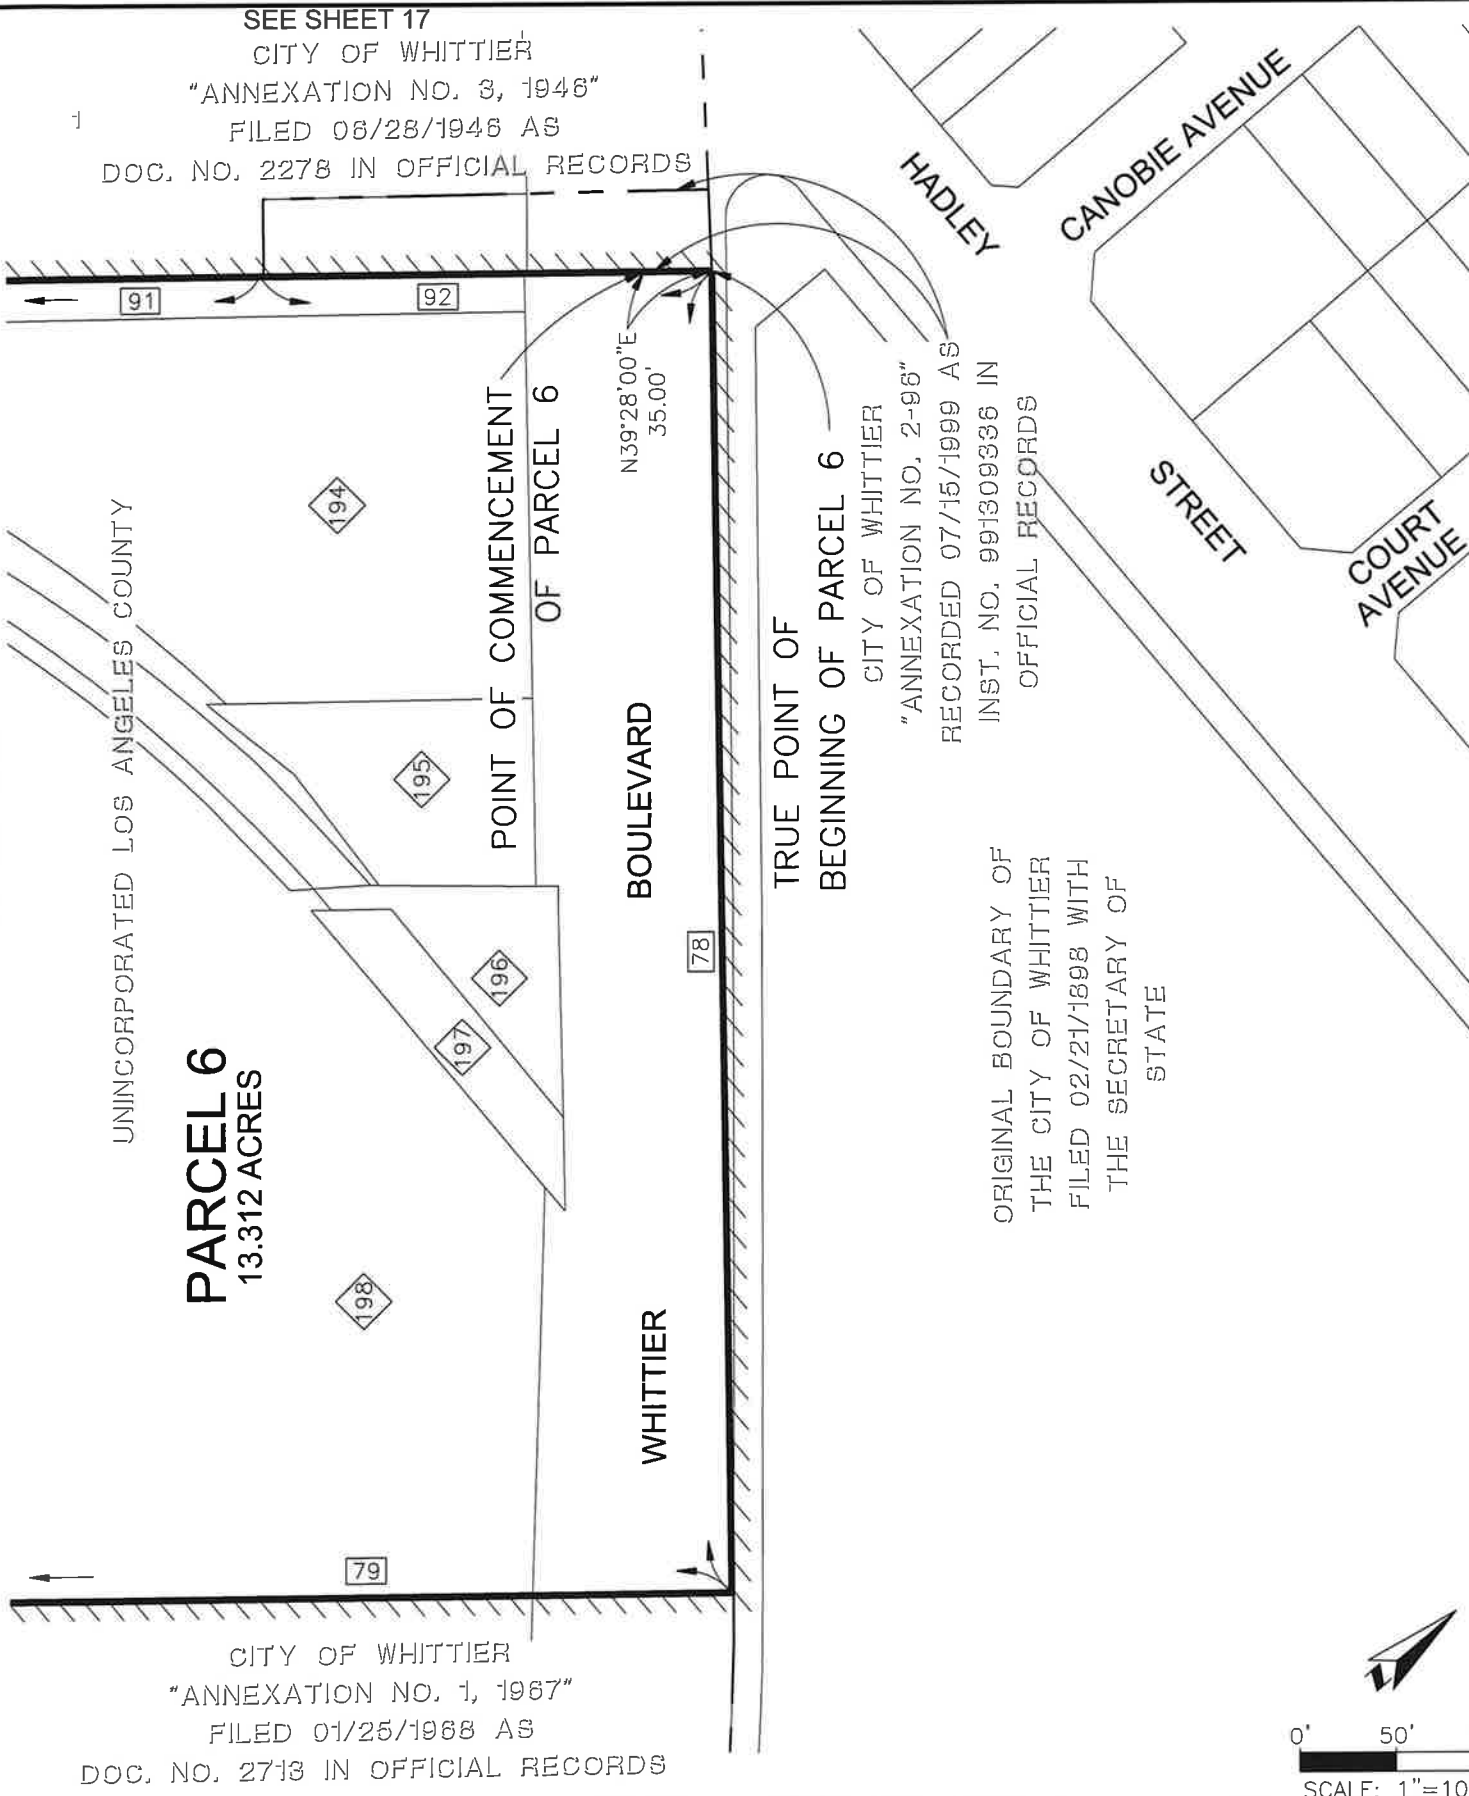 SEE SHEET 17
CITY OF WHITTIER
"ANNEXATION NO. 3, 1946"
FILED 06/28/1946 AS
DOC. NO. 2278 IN OFFICIAL RECORDS
1
HADLEY
CANOBIE AVENUE
91
92
N39°28'00"E
35.00'
POINT OF COMMENCEMENT
OF PARCEL 6
TRUE POINT OF
BEGINNING OF PARCEL 6
CITY OF WHITTIER
"ANNEXATION NO. 2-96"
RECORDED 07/15/1999 AS
INST. NO. 991309336 IN
OFFICIAL RECORDS
STREET
COURT
AVENUE
194
UNINCORPORATED LOS ANGELES COUNTY
195
BOULEVARD
78
196
197
ORIGINAL BOUNDARY OF
THE CITY OF WHITTIER
FILED 02/21/1898 WITH
THE SECRETARY OF
STATE
PARCEL 6
13.312 ACRES
198
WHITTIER
79
CITY OF WHITTIER
"ANNEXATION NO. 1, 1967"
FILED 01/25/1968 AS
DOC. NO. 2713 IN OFFICIAL RECORDS
Z
0' 50'
SCALE: 1"=10